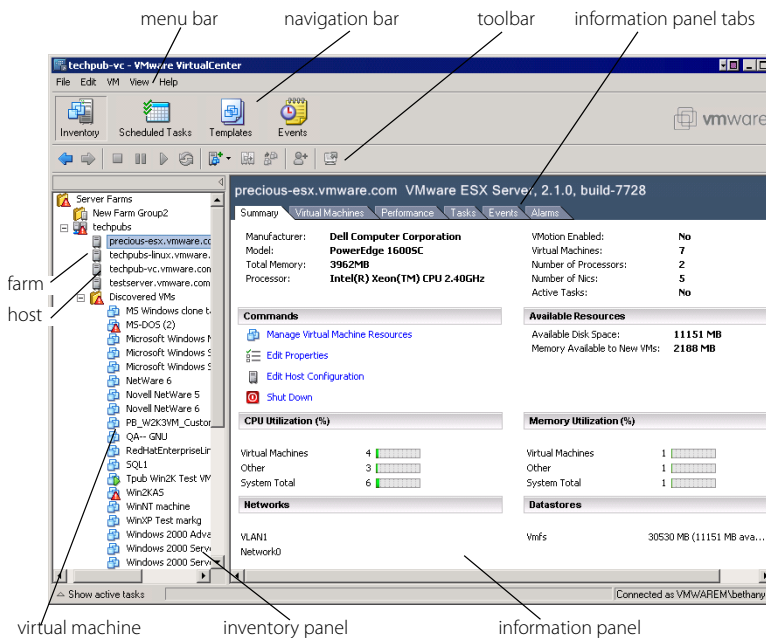 menu bar
navigation bar
toolbar
information panel tabs
techpub-vc - VMware VirtualCenter
File Edit VM View Help
Inventory
Scheduled Tasks
Templates
Events
vmware
precious-esx.vmware.com VMware ESX Server, 2.1.0, build-7728
Summary Virtual Machines Performance Tasks Events Alarms
Server Farms
New Farm Group2
techpubs
precious-esx.vmware.co
techpubs-linux.vmware.
techpub-vc.vmware.con
testserver.vmware.com
Discovered VMs
MS Windows clone t
MS-DOS (2)
Microsoft Windows N
Microsoft Windows S
Microsoft Windows S
NetWare 6
Novell NetWare 5
Novell NetWare 6
PB_W2K3VM_Custor
QA-- GNU
RedHatEnterpriseLir
SQL1
Tpub Win2K Test VM
Win2KAS
WinNT machine
WinXP Test markg
Windows 2000 Adva
Windows 2000 Serve
Windows 2000 Serve
farm
host
Manufacturer: Dell Computer Corporation
Model: PowerEdge 1600SC
Total Memory: 3962MB
Processor: Intel(R) Xeon(TM) CPU 2.40GHz
VMotion Enabled: No
Virtual Machines: 7
Number of Processors: 2
Number of Nics: 5
Active Tasks: No
Commands
Manage Virtual Machine Resources
Edit Properties
Edit Host Configuration
Shut Down
Available Resources
Available Disk Space: 11151 MB
Memory Available to New VMs: 2188 MB
CPU Utilization (%)
Virtual Machines 4
Other 3
System Total 6
Memory Utilization (%)
Virtual Machines 1
Other 1
System Total 1
Networks
VLAN1
Network0
Datastores
Vmfs 30530 MB (11151 MB ava...
Show active tasks
Connected as VMWAREM\bethany
virtual machine
inventory panel
information panel